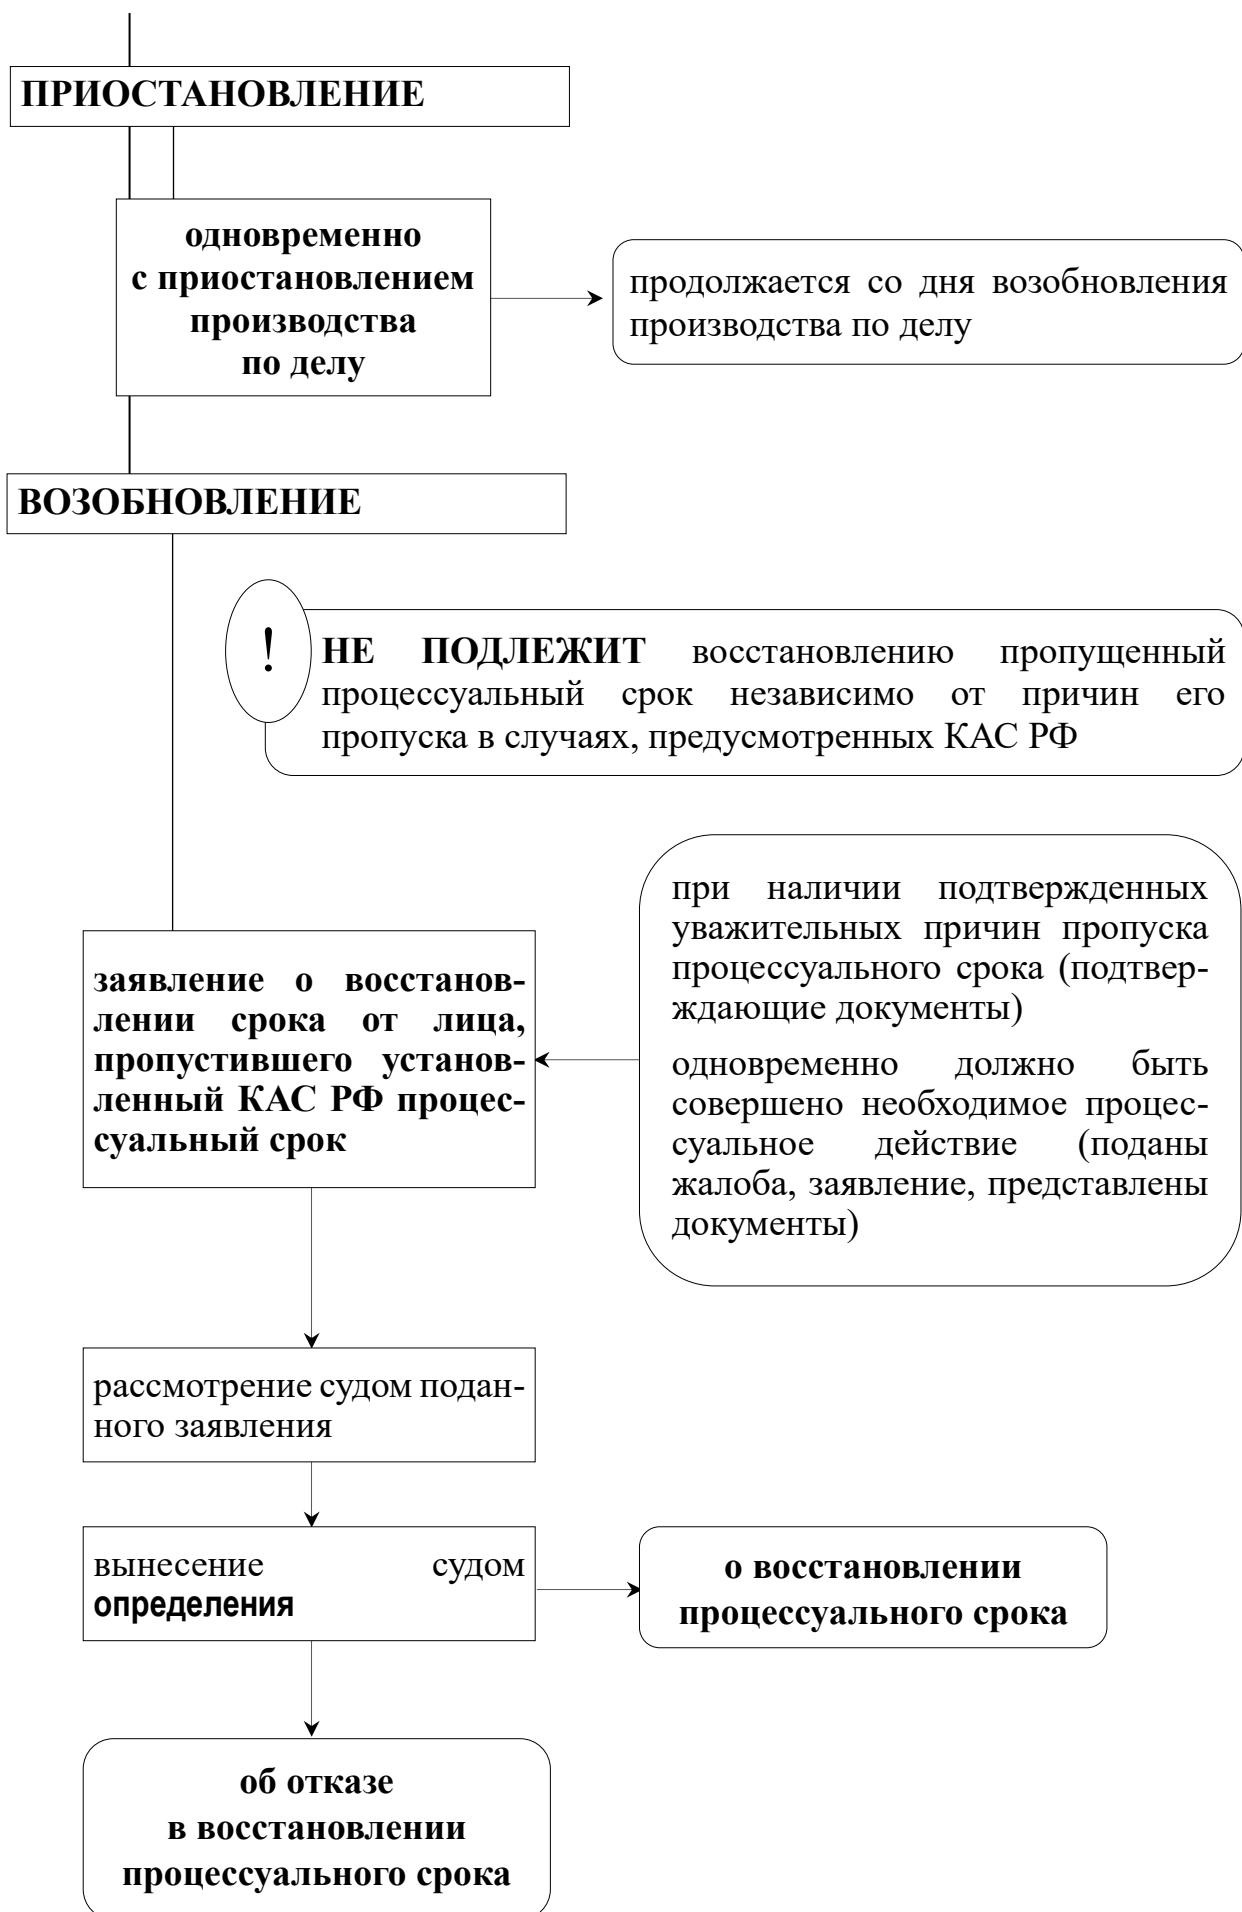 ПРИОСТАНОВЛЕНИЕ
одновременно
с приостановлением
производства
по делу
продолжается со дня возобновления
производства по делу
ВОЗОБНОВЛЕНИЕ
!
НЕ ПОДЛЕЖИТ восстановлению пропущенный
процессуальный срок независимо от причин его
пропуска в случаях, предусмотренных КАС РФ
при наличии подтвержденных
уважительных причин пропуска
процессуального срока (подтвер-
ждающие документы)
одновременно должно быть
совершено необходимое процес-
суальное действие (поданы
жалоба, заявление, представлены
документы)
заявление о восстанов-
лении срока от лица,
пропустившего установ-
ленный КАС РФ процес-
суальный срок
рассмотрение судом подан-
ного заявления
вынесение судом
определения
о восстановлении
процессуального срока
об отказе
в восстановлении
процессуального срока